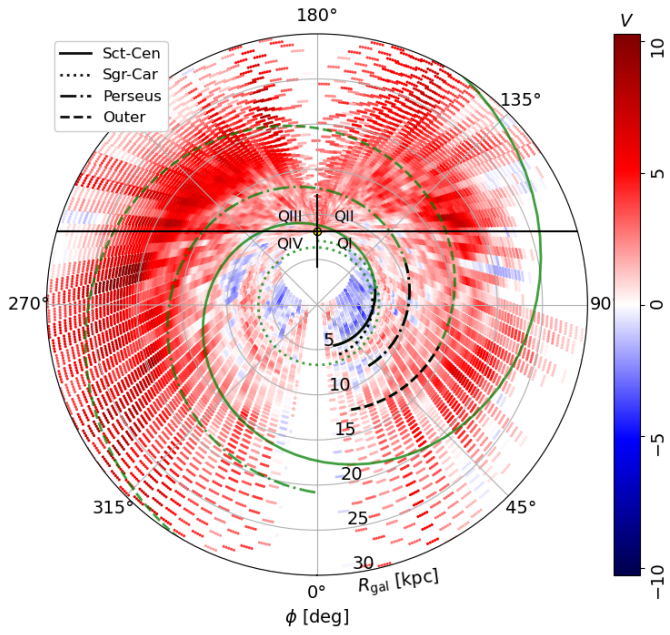 180°
V
Sct-Cen
Sgr-Car
Perseus
Outer
135°
QIII QII
QIV QI
270°
90
5
10
15
20
25
30
315°
45°
0°
R_gal [kpc]
ϕ [deg]
10
5
0
−5
−10